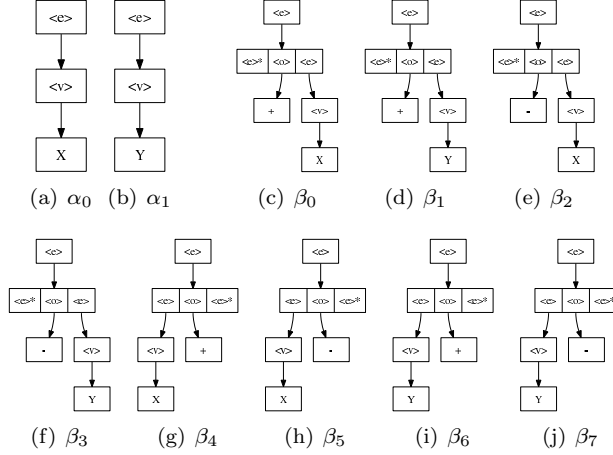 <e> <e> <e> <e> <e>
<e>* <o> <e> <e>* <o> <e> <e>* <o> <e>
<v> <v>
+ <v> + <v> - <v>
X Y X Y X
(a) α0 (b) α1 (c) β0 (d) β1 (e) β2
<e> <e> <e> <e> <e>
<e>* <o> <e> <e> <o> <e>* <e> <o> <e>* <e> <o> <e>* <e> <o> <e>*
- <v> <v> + <v> - <v> + <v> -
Y X X Y Y
(f) β3 (g) β4 (h) β5 (i) β6 (j) β7